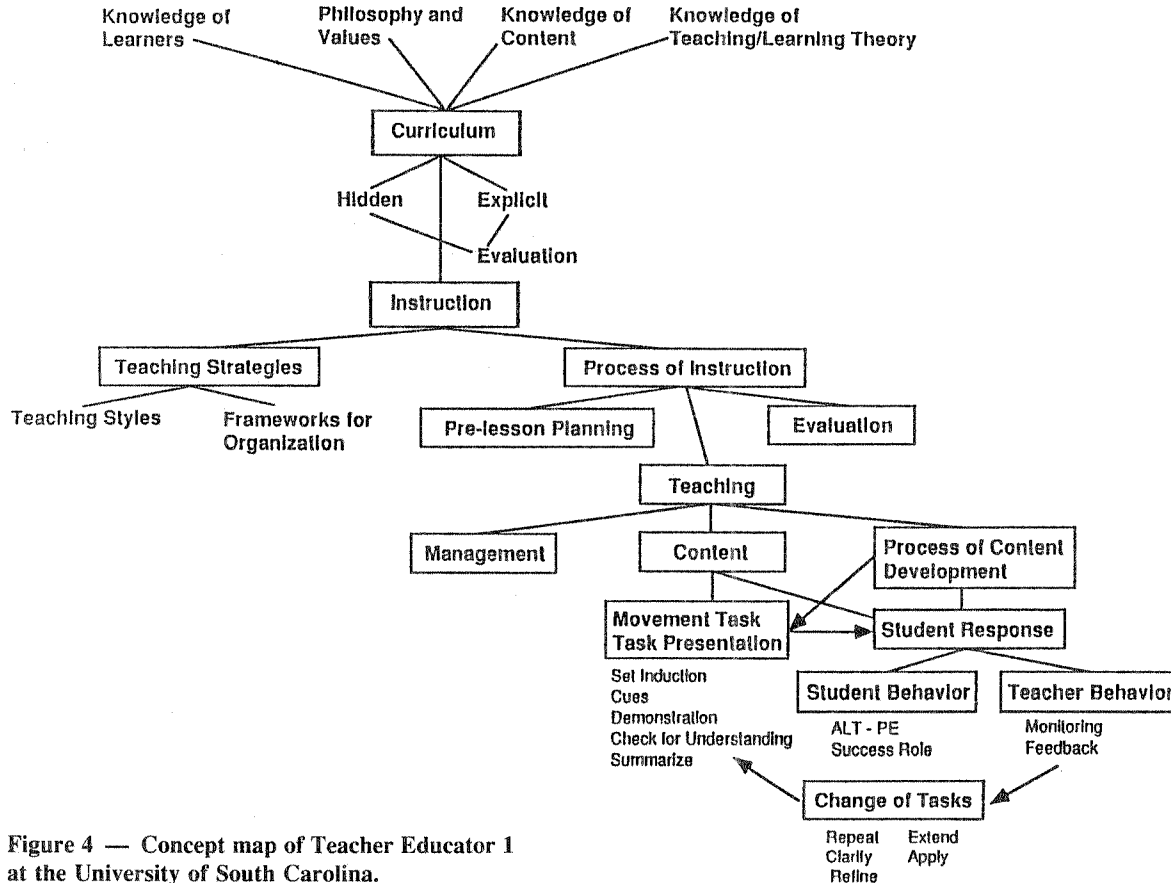 Knowledge of
Learners
Philosophy and
Values
Knowledge of
Content
Knowledge of
Teaching/Learning Theory
Curriculum
Hidden
Explicit
Evaluation
Instruction
Teaching Strategies
Process of Instruction
Teaching Styles
Frameworks for
Organization
Pre-lesson Planning
Evaluation
Teaching
Management
Content
Process of Content
Development
Movement Task
Task Presentation
Student Response
Set Induction
Cues
Demonstration
Check for Understanding
Summarize
Student Behavior
Teacher Behavior
ALT - PE
Success Role
Monitoring
Feedback
Change of Tasks
Repeal Extend
Clarify Apply
Refine
Figure 4 — Concept map of Teacher Educator 1
at the University of South Carolina.